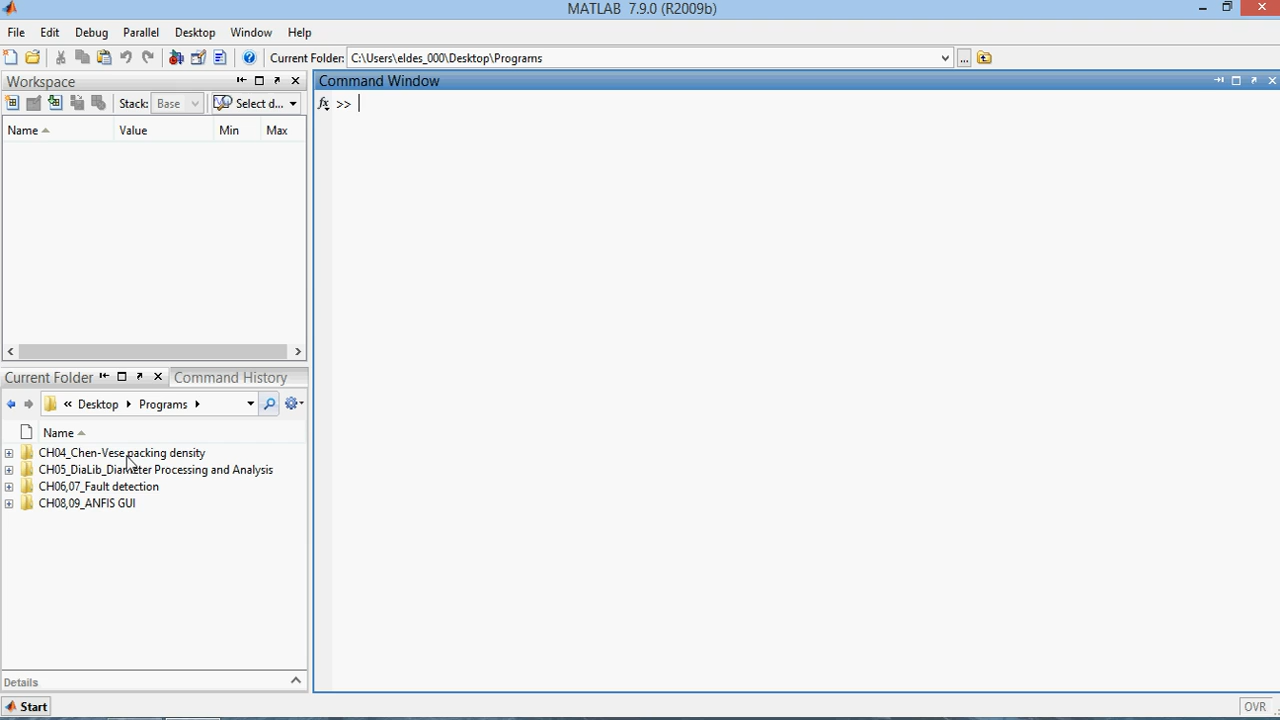 MATLAB 7.9.0 (R2009b)
File Edit Debug Parallel Desktop Window Help
Current Folder: C:\Users\eldes_000\Desktop\Programs ...
Workspace
Stack: Base Select d...
Name Value Min Max
Command Window
fx >>
Current Folder Command History
« Desktop Programs
Name
CH04_Chen-Vese packing density
CH05_DiaLib_Diameter Processing and Analysis
CH06,07_Fault detection
CH08,09_ANFIS GUI
Details
Start
OVR